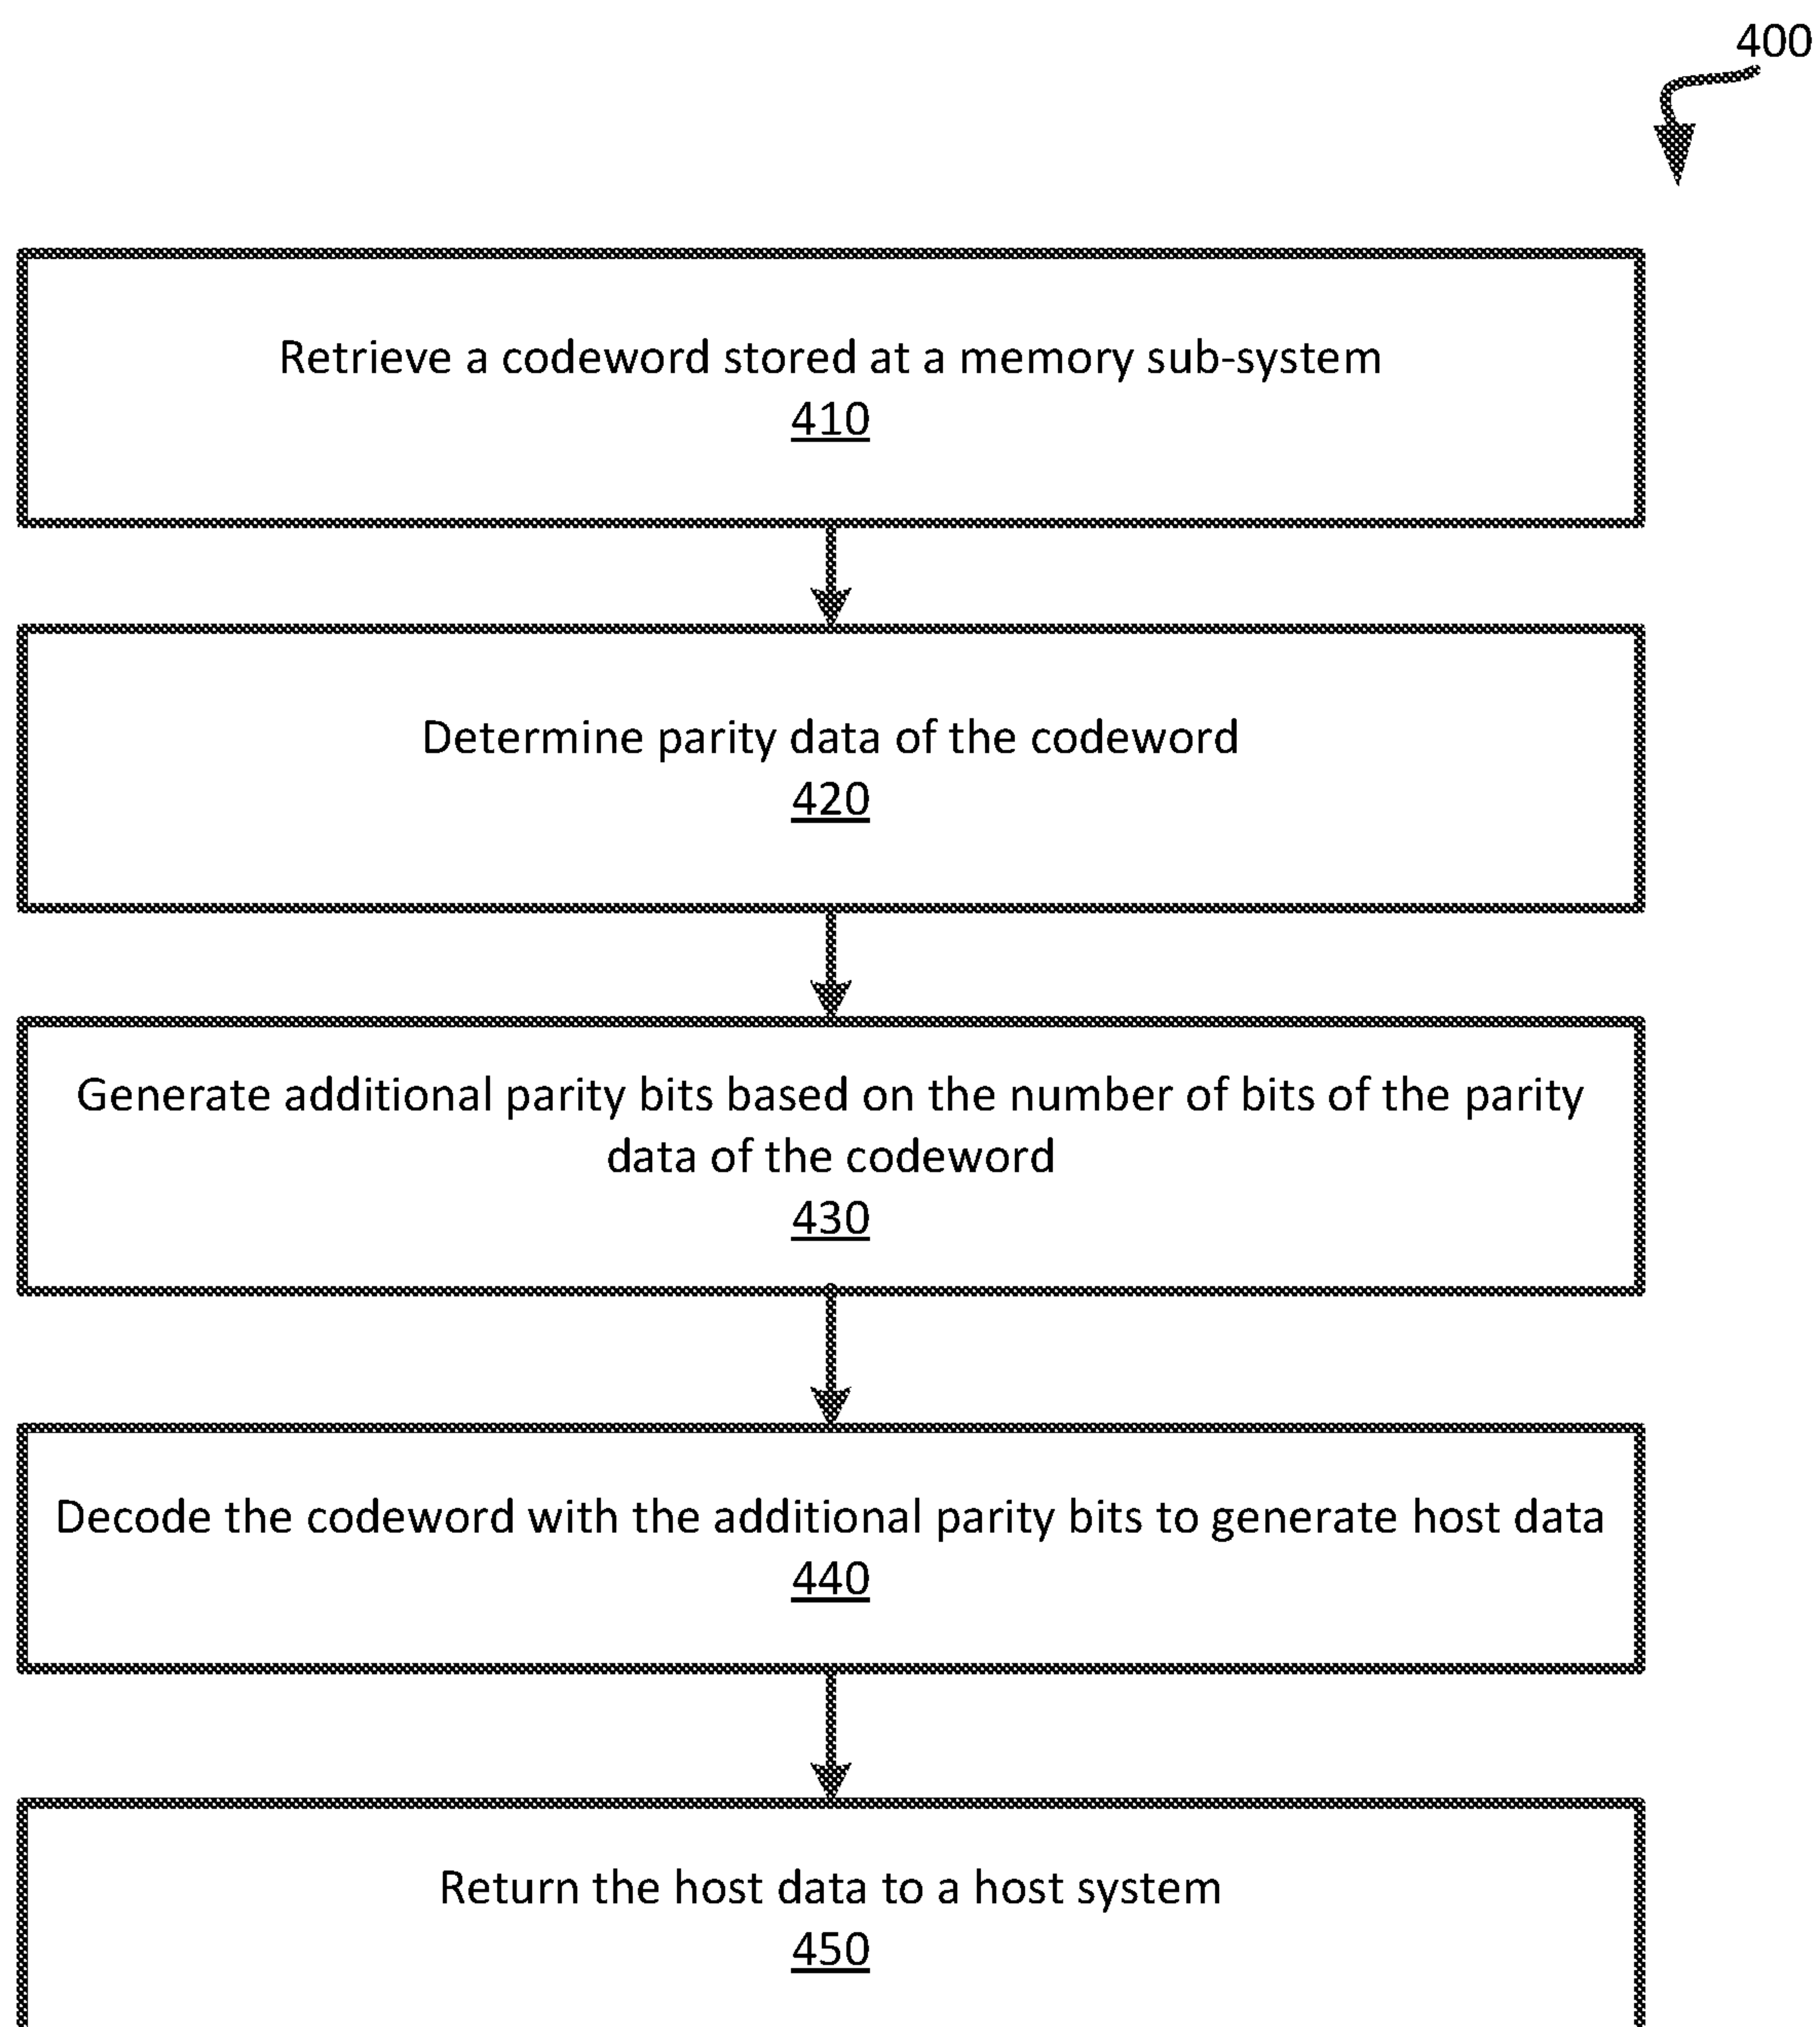 400
Retrieve a codeword stored at a memory sub-system
410
Determine parity data of the codeword
420
Generate additional parity bits based on the number of bits of the parity
data of the codeword
430
Decode the codeword with the additional parity bits to generate host data
440
Return the host data to a host system
450